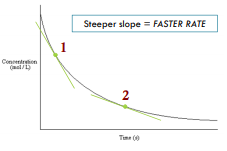 Steeper slope = FASTER RATE
1
Concentration
(mol/L)
2
Time (s)